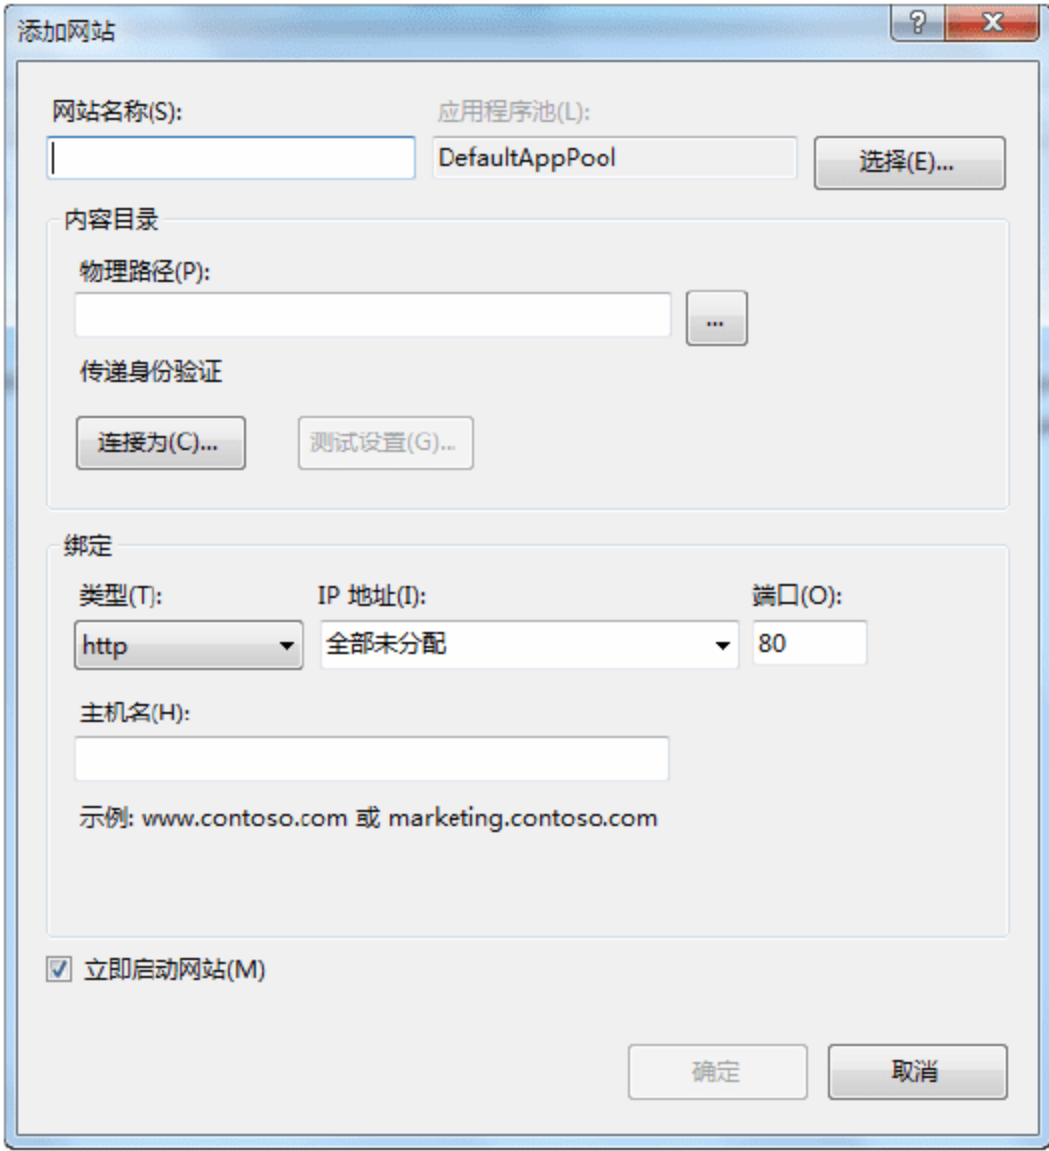 添加网站
网站名称(S):
应用程序池(L):
DefaultAppPool
选择(E)...
内容目录
物理路径(P):
...
传递身份验证
连接为(C)...
测试设置(G)...
绑定
类型(T):
IP 地址(I):
端口(O):
http
全部未分配
80
主机名(H):
示例: www.contoso.com 或 marketing.contoso.com
立即启动网站(M)
确定
取消